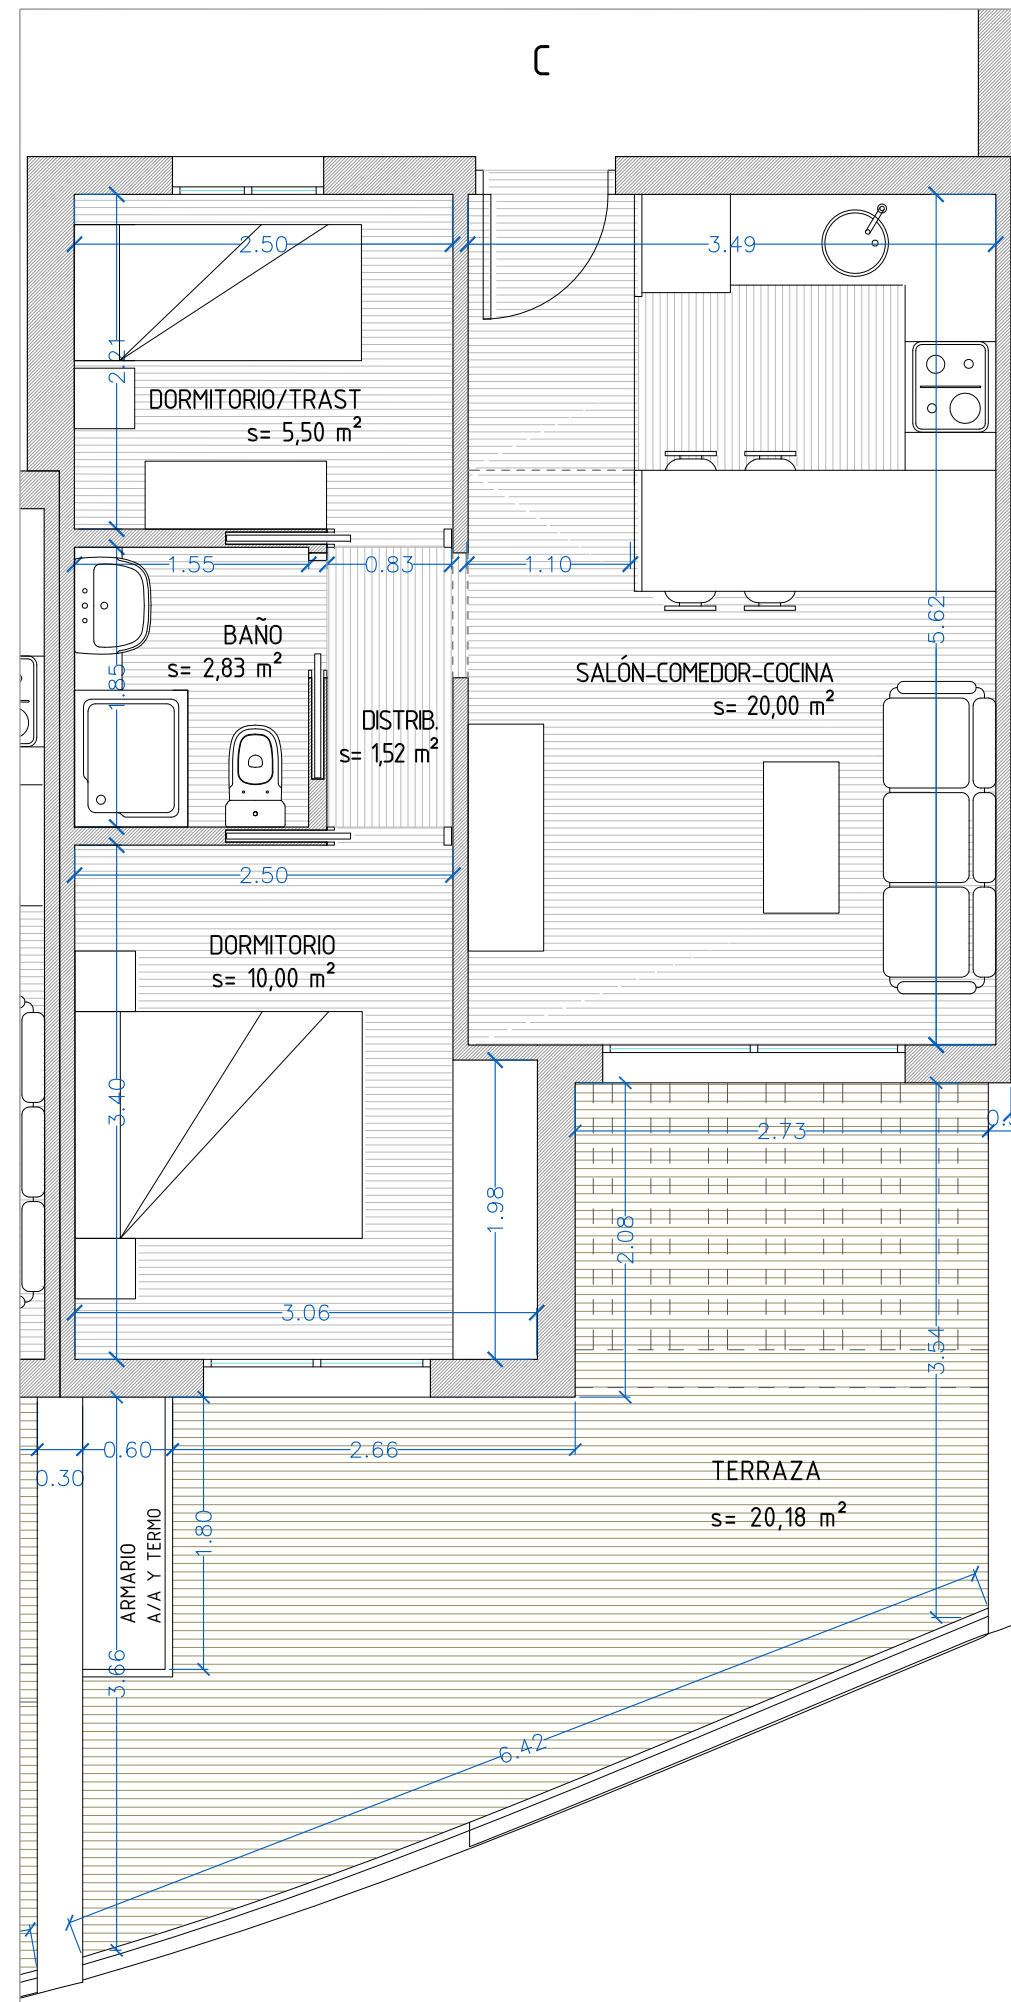 C
2.50
3.49
2.21
DORMITORIO/TRAST
s= 5,50 m²
1.55
0.83
1.10
5.62
BAÑO
s= 2,83 m²
1.85
SALÓN-COMEDOR-COCINA
s= 20,00 m²
DISTRIB.
s= 1,52 m²
2.50
DORMITORIO
s= 10,00 m²
3.40
2.73
1.98
2.08
3.06
3.54
0.60
2.66
0.30
TERRAZA
s= 20,18 m²
1.80
ARMARIO
A/A Y TERMO
3.66
6.42